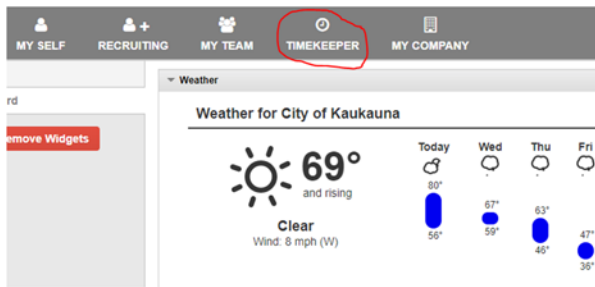 MY SELF
RECRUITING
MY TEAM
TIMEKEEPER
MY COMPANY
Weather
rd
emove Widgets
Weather for City of Kaukauna
69°
and rising
Clear
Wind: 8 mph (W)
Today Wed Thu Fri
80° 67° 63° 47°
56° 59° 46° 36°